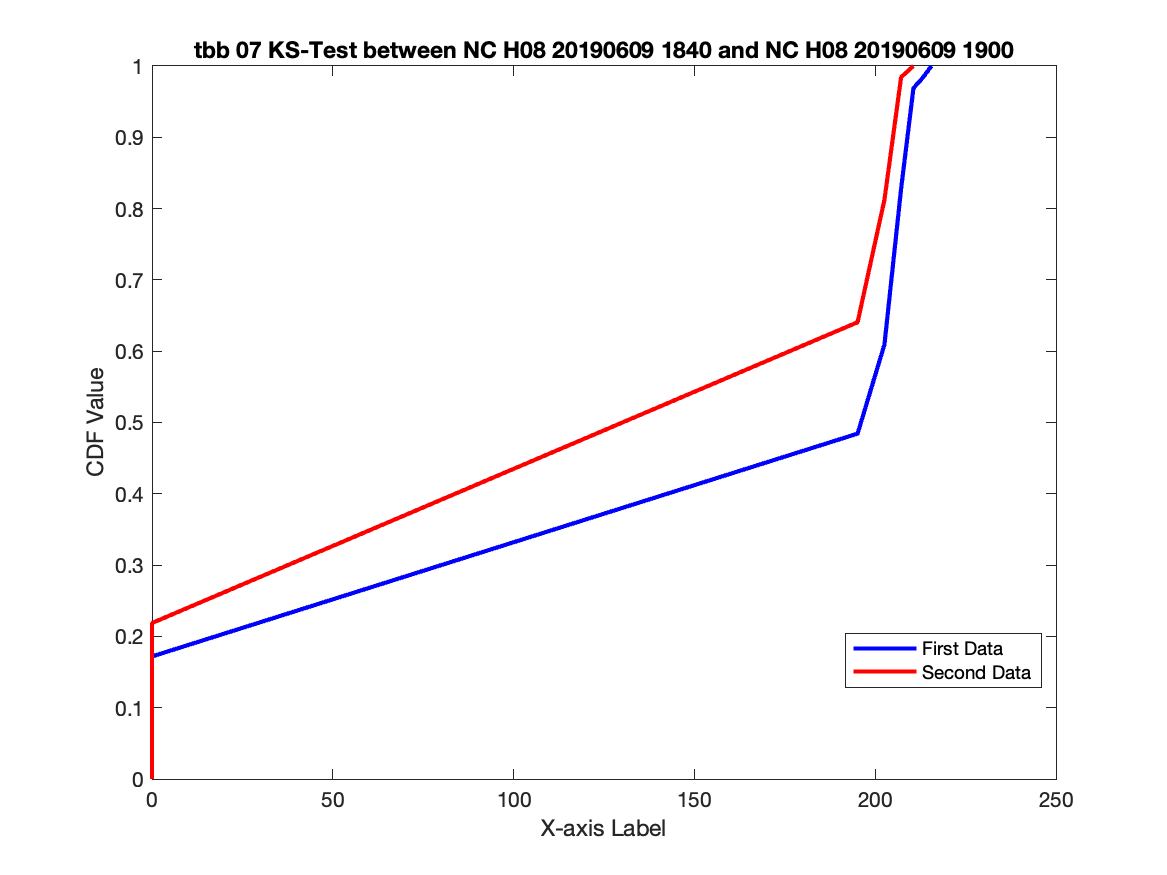 tbb 07 KS-Test between NC H08 20190609 1840 and NC H08 20190609 1900
1
0.9
0.8
0.7
0.6
0.5
0.4
0.3
0.2
0.1
0
CDF Value
First Data
Second Data
0 50 100 150 200 250
X-axis Label